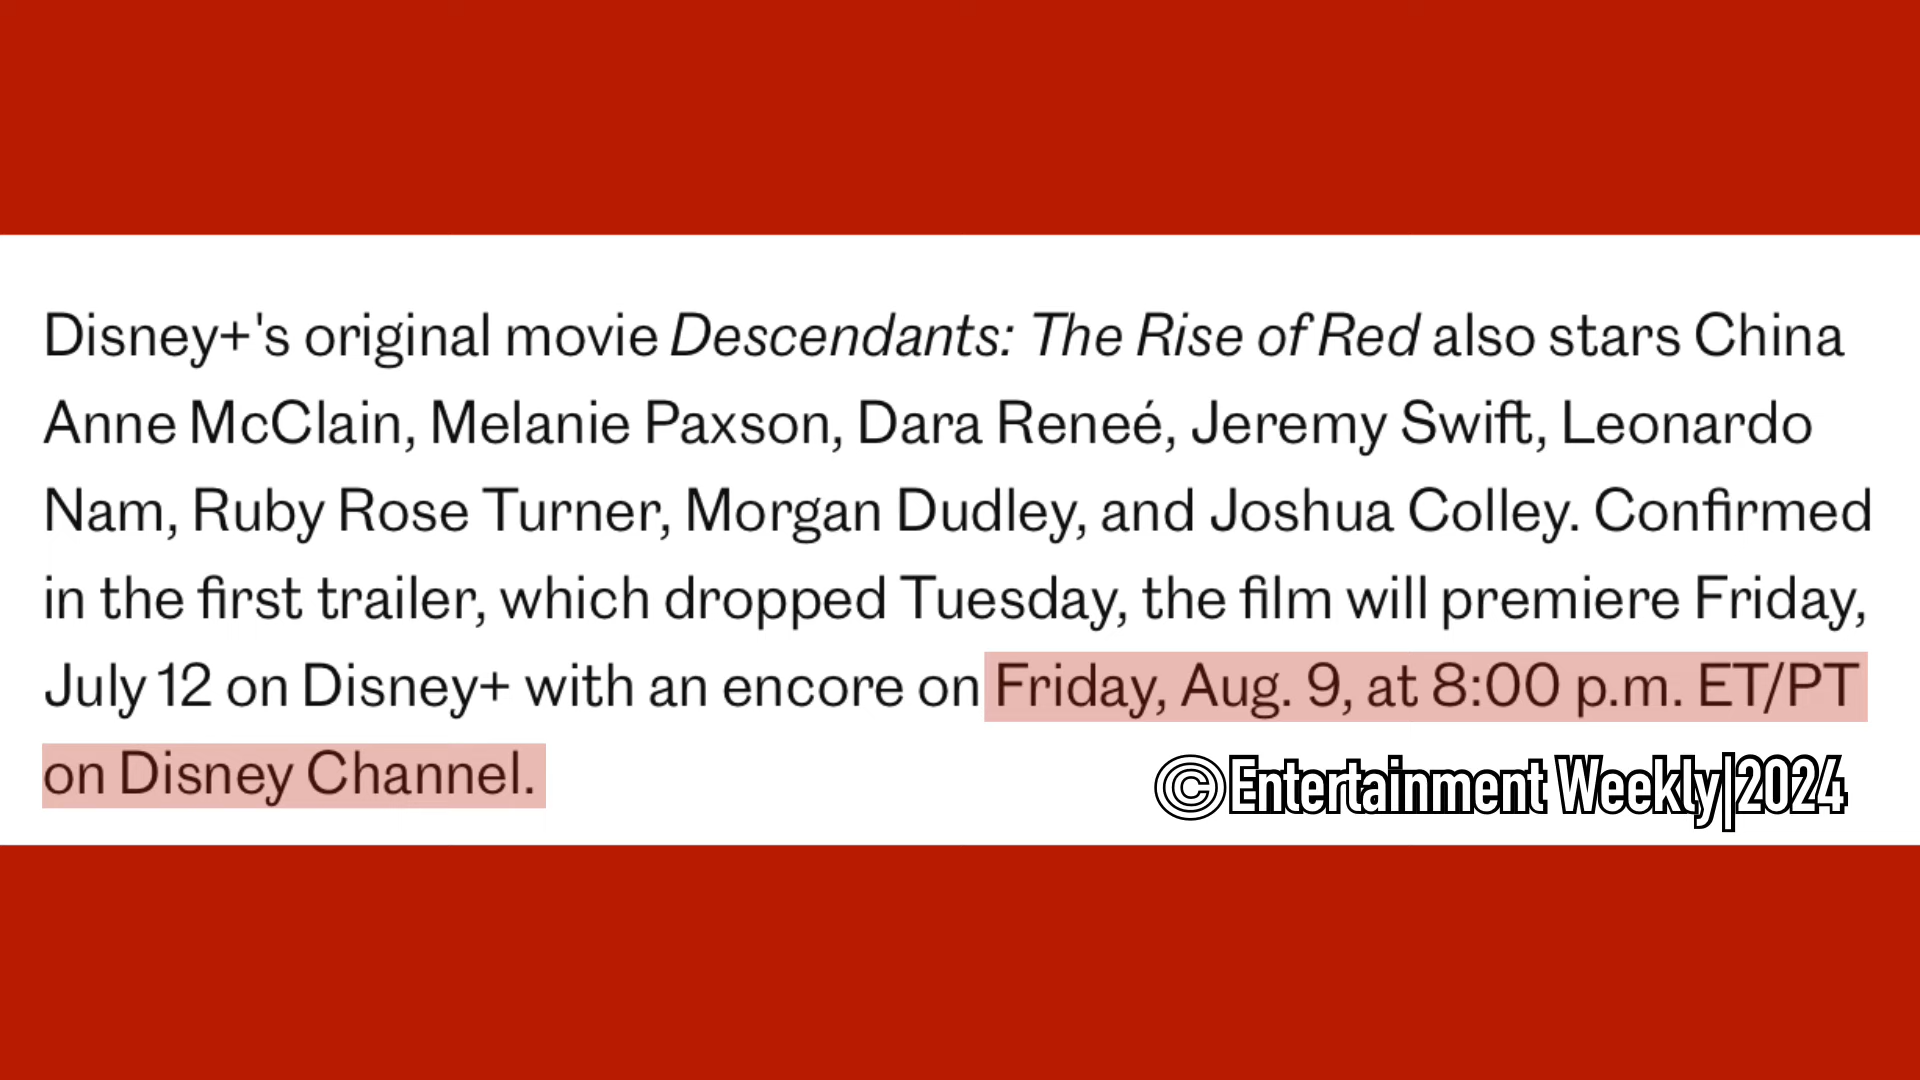 Disney+'s original movie Descendants: The Rise of Red also stars China
Anne McClain, Melanie Paxson, Dara Reneé, Jeremy Swift, Leonardo
Nam, Ruby Rose Turner, Morgan Dudley, and Joshua Colley. Confirmed
in the first trailer, which dropped Tuesday, the film will premiere Friday,
July 12 on Disney+ with an encore on Friday, Aug. 9, at 8:00 p.m. ET/PT
on Disney Channel.
©Entertainment Weekly|2024